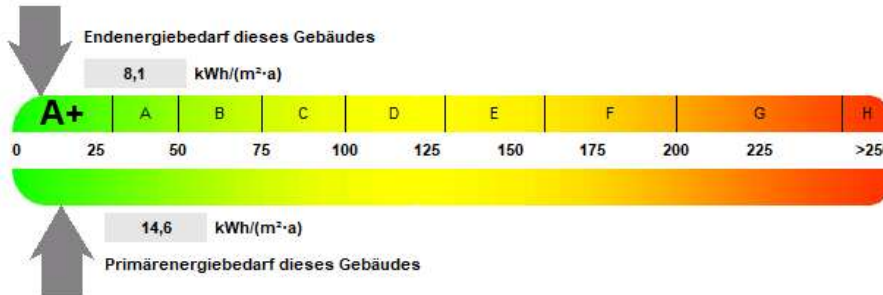 Endenergiebedarf dieses Gebäudes
8,1 kWh/(m²·a)
A+ A B C D E F G H
0 25 50 75 100 125 150 175 200 225 >250
14,6 kWh/(m²·a)
Primärenergiebedarf dieses Gebäudes